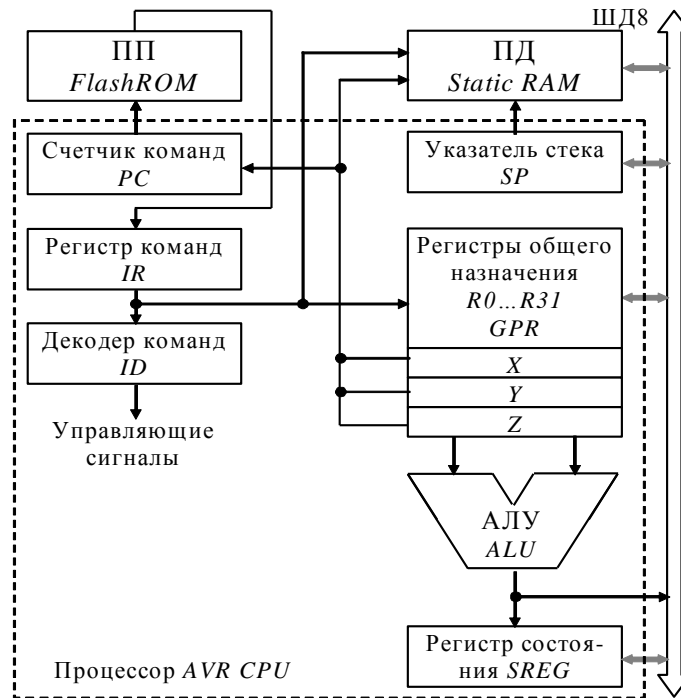 ШД8
ПП
FlashROM
ПД
Static RAM
Счетчик команд
PC
Указатель стека
SP
Регистр команд
IR
Регистры общего
назначения
R0...R31
GPR
X
Y
Z
Декодер команд
ID
Управляющие
сигналы
АЛУ
ALU
Регистр состоя-
ния SREG
Процессор AVR CPU